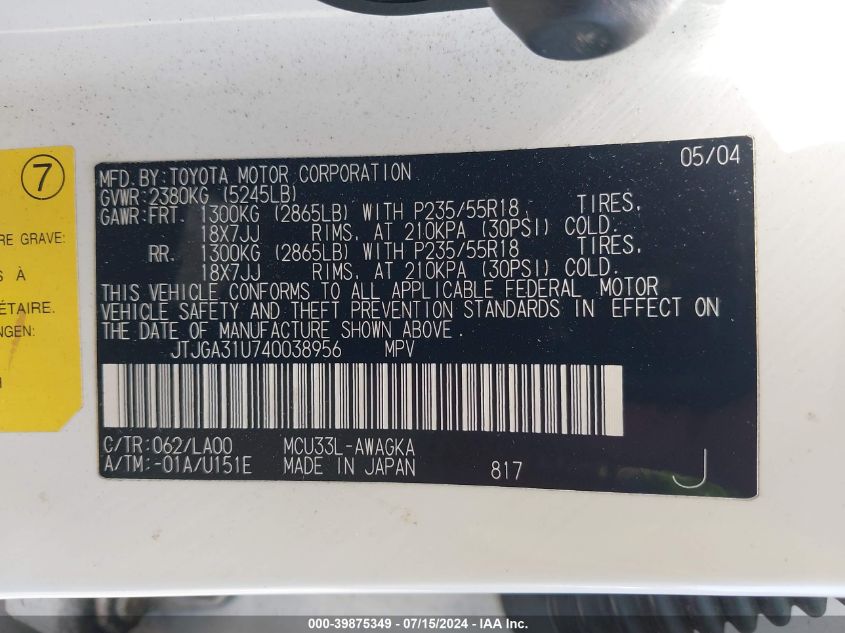 7
RE GRAVE:
S À
ÉTAIRE.
NGEN:
MFD. BY: TOYOTA MOTOR CORPORATION 05/04
GVWR: 2380KG (5245LB)
GAWR: FRT. 1300KG (2865LB) WITH P235/55R18 TIRES.
18X7JJ RIMS. AT 210KPA (30PSI) COLD.
RR. 1300KG (2865LB) WITH P235/55R18 TIRES.
18X7JJ RIMS. AT 210KPA (30PSI) COLD.
THIS VEHICLE CONFORMS TO ALL APPLICABLE FEDERAL MOTOR
VEHICLE SAFETY AND THEFT PREVENTION STANDARDS IN EFFECT ON
THE DATE OF MANUFACTURE SHOWN ABOVE.
JTJGA31U740038956 MPV
C/TR: 062/LA00 MCU33L-AWAGKA
A/TM: -01A/U151E MADE IN JAPAN 817 J
000-39875349 - 07/15/2024 - IAAI Inc.